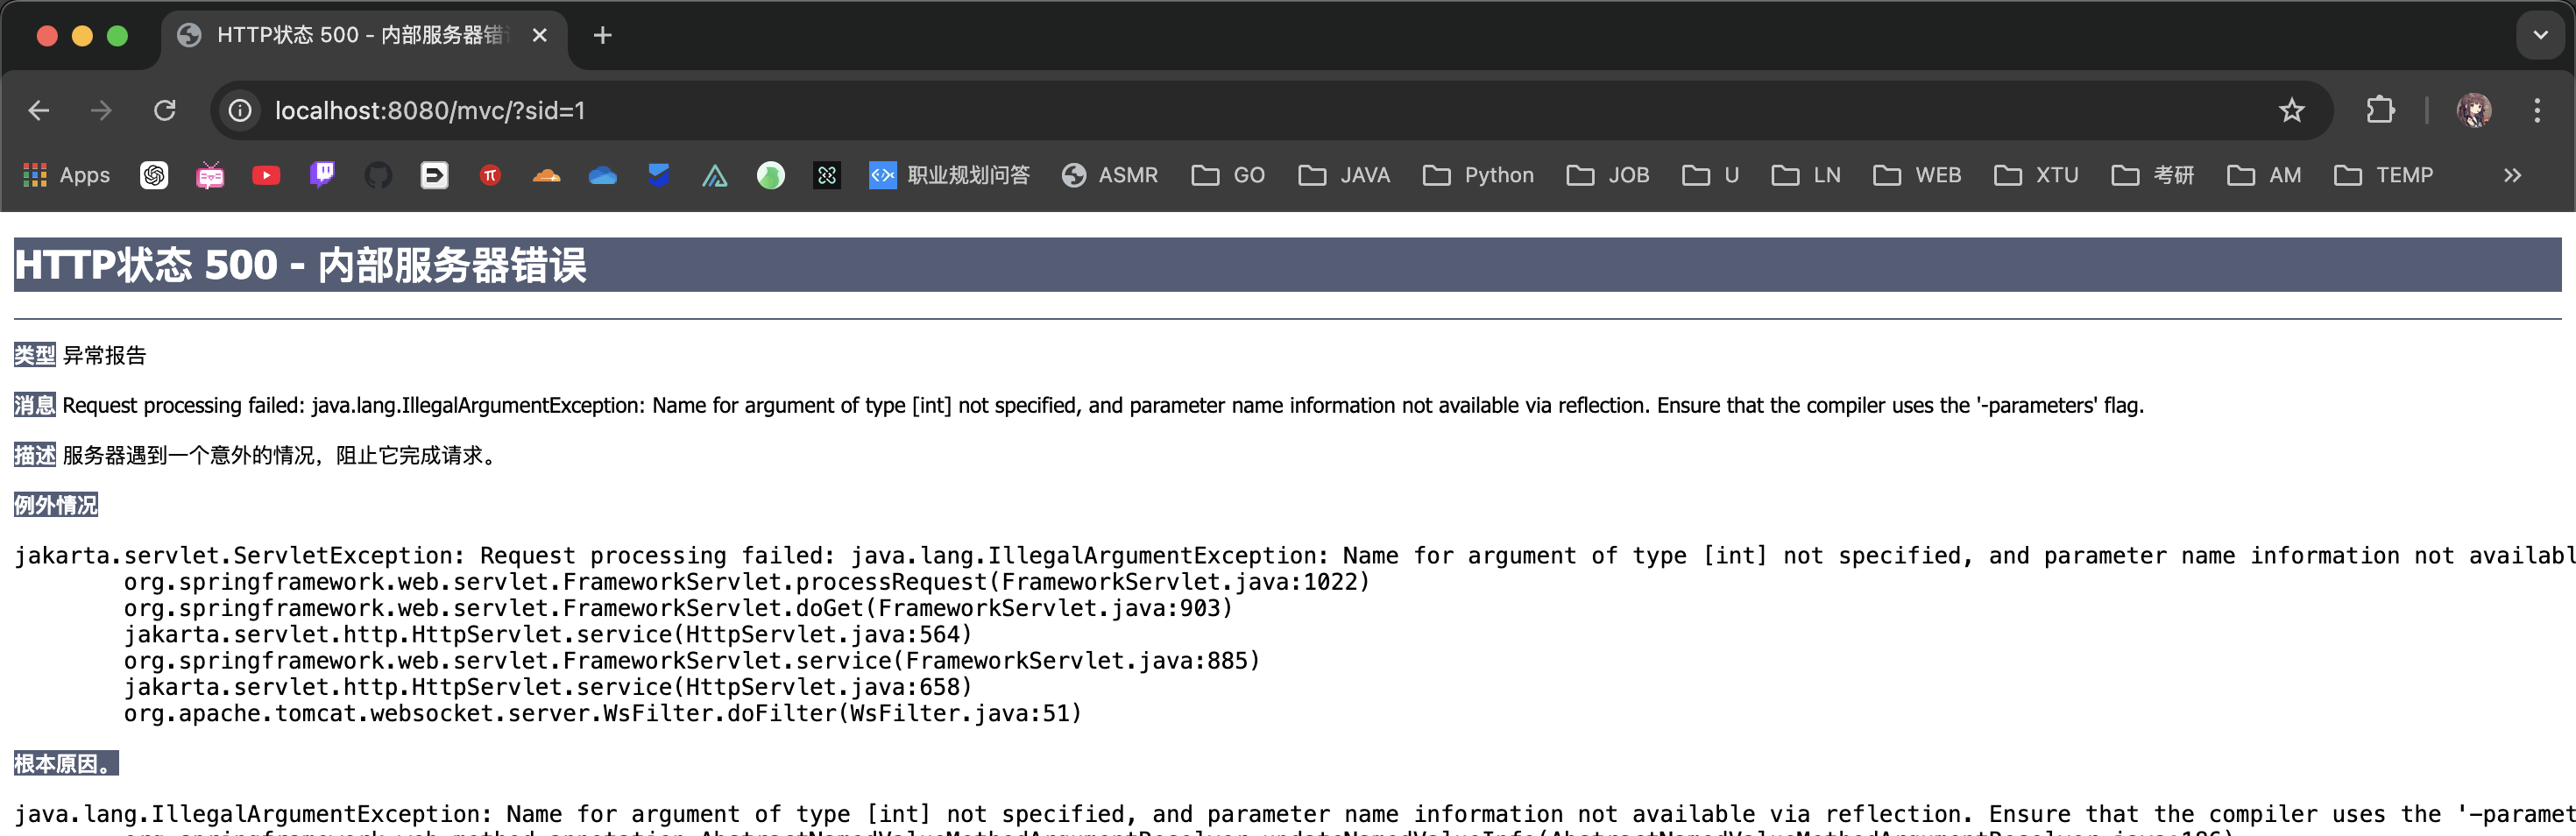 HTTP状态 500 - 内部服务器错
localhost:8080/mvc/?sid=1
Apps 职业规划问答 ASMR GO JAVA Python JOB U LN WEB XTU 考研 AM TEMP
HTTP状态 500 - 内部服务器错误
类型 异常报告
消息 Request processing failed: java.lang.IllegalArgumentException: Name for argument of type [int] not specified, and parameter name information not available via reflection. Ensure that the compiler uses the '-parameters' flag.
描述 服务器遇到一个意外的情况，阻止它完成请求。
例外情况
jakarta.servlet.ServletException: Request processing failed: java.lang.IllegalArgumentException: Name for argument of type [int] not specified, and parameter name information not availabl
org.springframework.web.servlet.FrameworkServlet.processRequest(FrameworkServlet.java:1022)
org.springframework.web.servlet.FrameworkServlet.doGet(FrameworkServlet.java:903)
jakarta.servlet.http.HttpServlet.service(HttpServlet.java:564)
org.springframework.web.servlet.FrameworkServlet.service(FrameworkServlet.java:885)
jakarta.servlet.http.HttpServlet.service(HttpServlet.java:658)
org.apache.tomcat.websocket.server.WsFilter.doFilter(WsFilter.java:51)
根本原因。
java.lang.IllegalArgumentException: Name for argument of type [int] not specified, and parameter name information not available via reflection. Ensure that the compiler uses the '-paramet
org.springframework.web.method.annotation.AbstractNamedValueMethodArgumentResolver.updateNamedValueInfo(AbstractNamedValueMethodArgumentResolver.java:186)